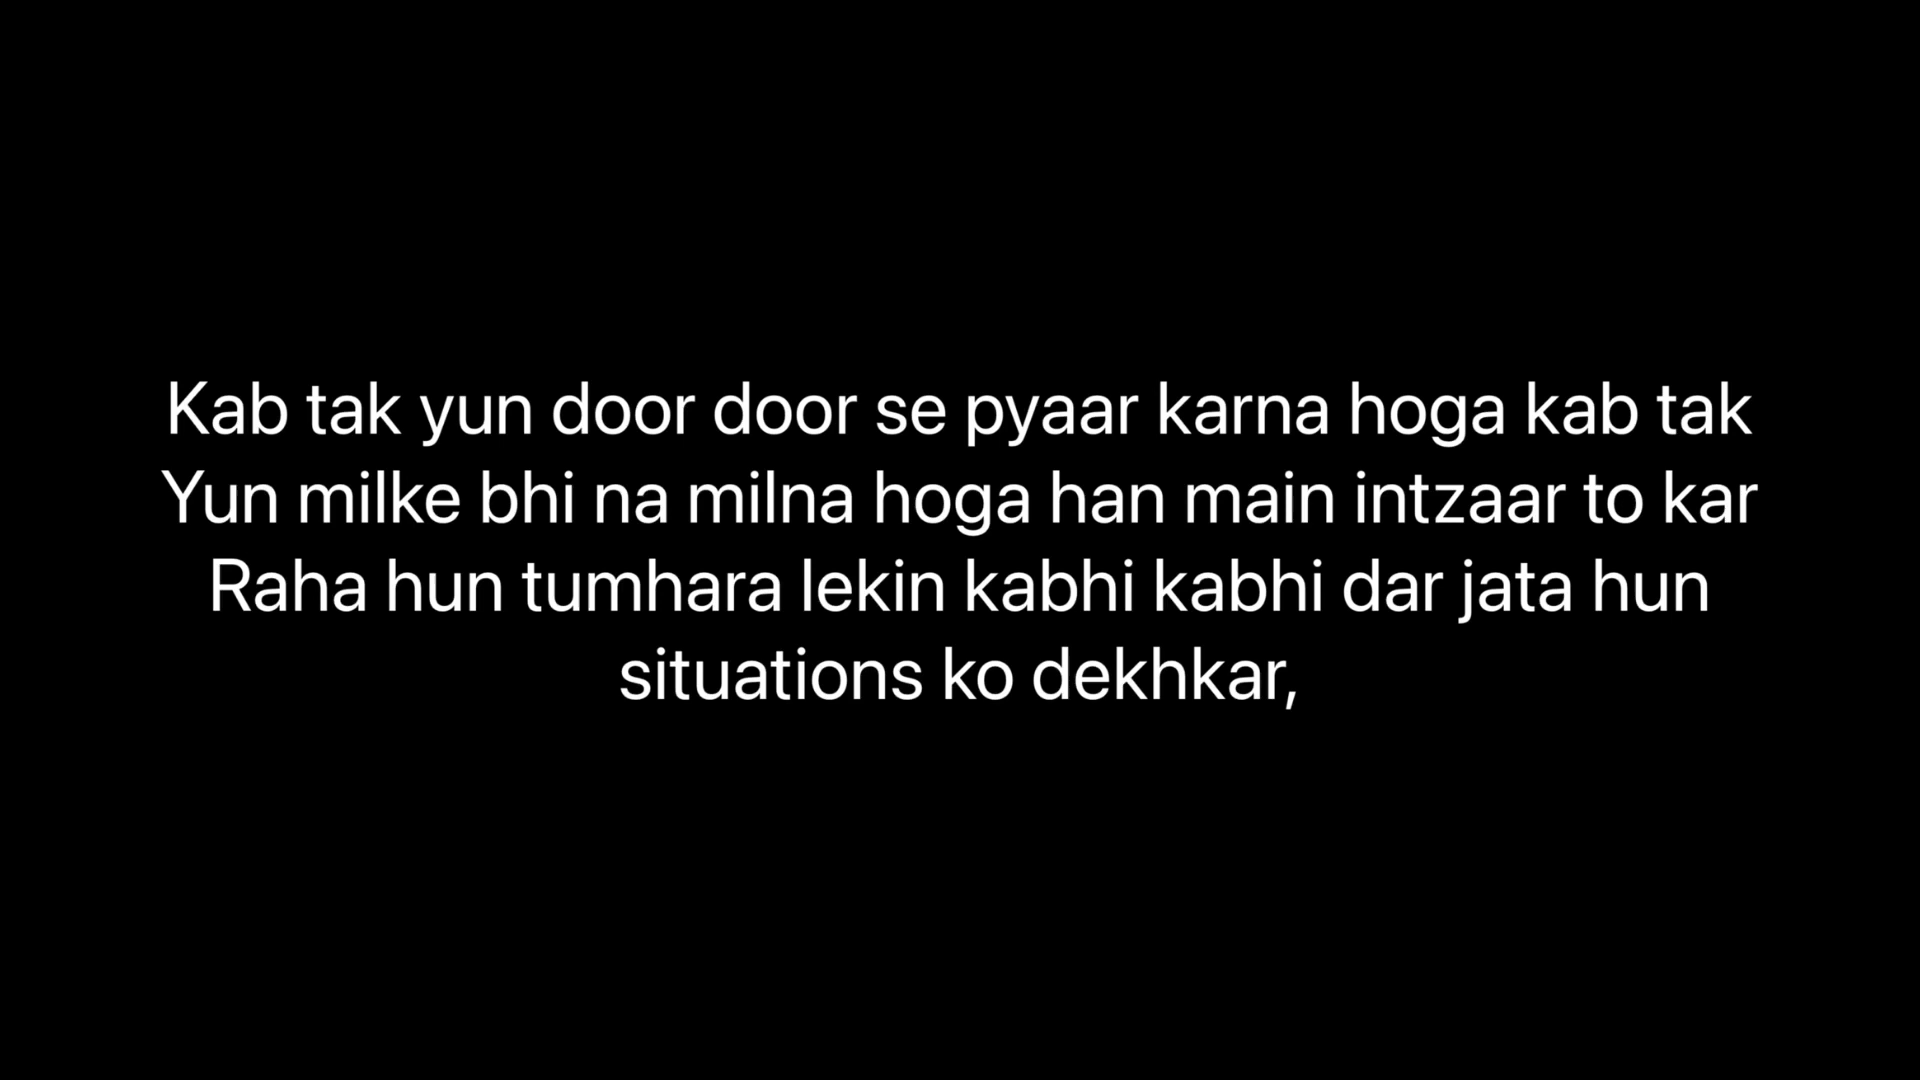 Kab tak yun door door se pyaar karna hoga kab tak
Yun milke bhi na milna hoga han main intzaar to kar
Raha hun tumhara lekin kabhi kabhi dar jata hun
situations ko dekhkar,